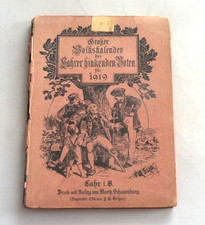 Großer
Volkskalender
des
Lahrer hinkenden Boten
für
1919
Lahr i. B.
Druck und Verlag von Moritz Schauenburg